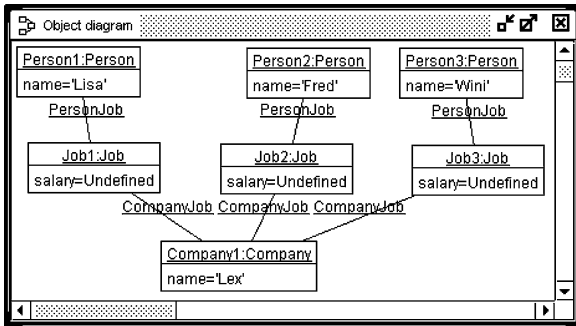 Object diagram
Person1:Person Person2:Person Person3:Person
name='Lisa' name='Fred' name='Wini'
PersonJob PersonJob PersonJob
Job1:Job Job2:Job Job3:Job
salary=Undefined salary=Undefined salary=Undefined
CompanyJob CompanyJob CompanyJob
Company1:Company
name='Lex'